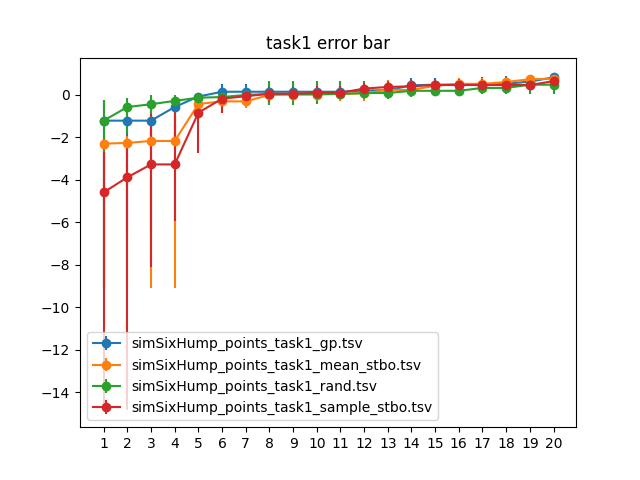 task1 error bar
0
−2
−4
−6
−8
−10
−12
−14
simSixHump_points_task1_gp.tsv
simSixHump_points_task1_mean_stbo.tsv
simSixHump_points_task1_rand.tsv
simSixHump_points_task1_sample_stbo.tsv
1 2 3 4 5 6 7 8 9 10 11 12 13 14 15 16 17 18 19 20